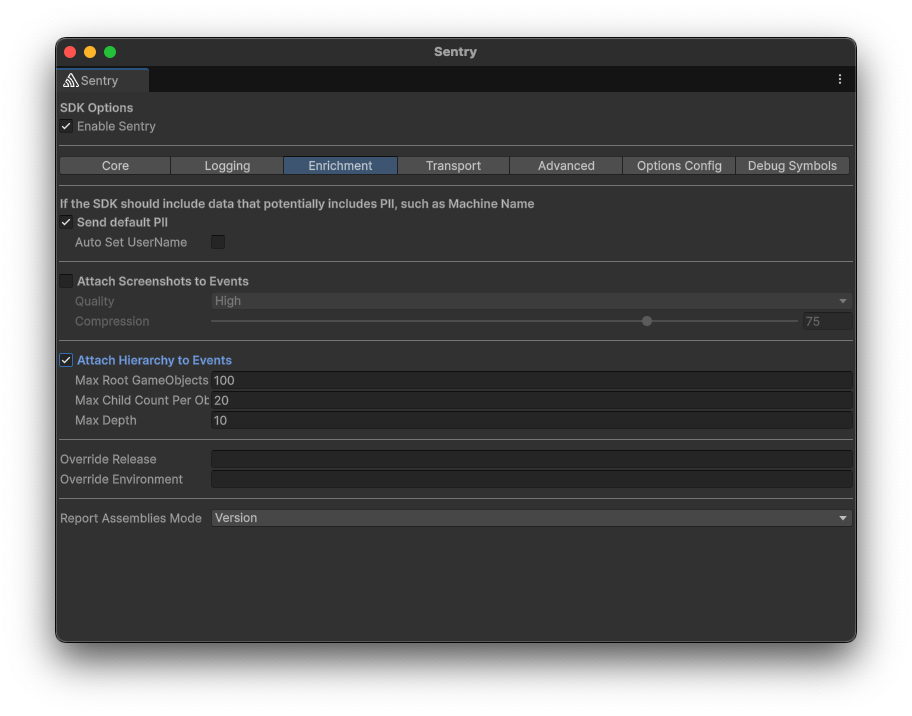 Sentry
Sentry
SDK Options
Enable Sentry
Core Logging Enrichment Transport Advanced Options Config Debug Symbols
If the SDK should include data that potentially includes PII, such as Machine Name
Send default PII
Auto Set UserName
Attach Screenshots to Events
Quality High
Compression 75
Attach Hierarchy to Events
Max Root GameObjects 100
Max Child Count Per Ob 20
Max Depth 10
Override Release
Override Environment
Report Assemblies Mode Version